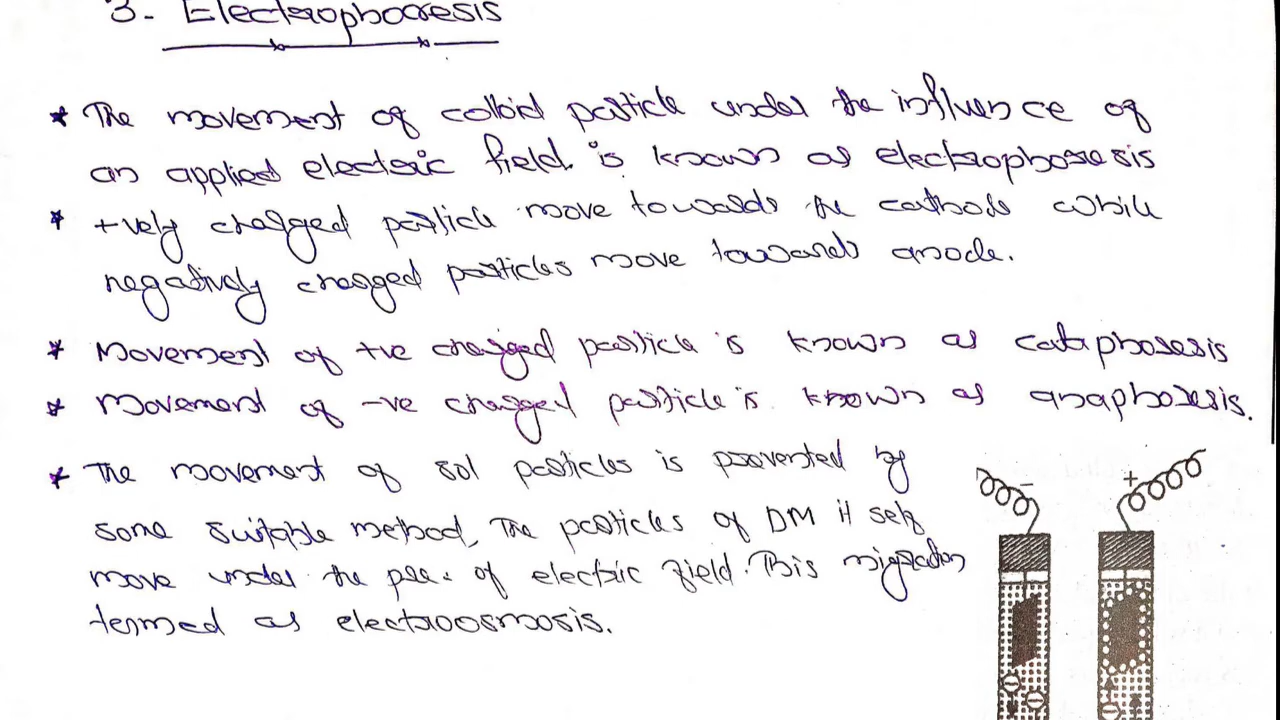 3. Electrophoresis
* The movement of colloid particle under the influence of
an applied electric field. is known as electrophoresis
* +vely charged particle move towards the cathode while
negatively charged particles move towards anode.
* Movement of +ve charged particle is known as cataphoresis
* Movement of -ve charged particle is known as anaphoresis.
* The movement of sol particles is prevented by
some suitable method, The particles of DM it self
move under the pre. of electric field. This migration
termed as electroosmosis.
- +